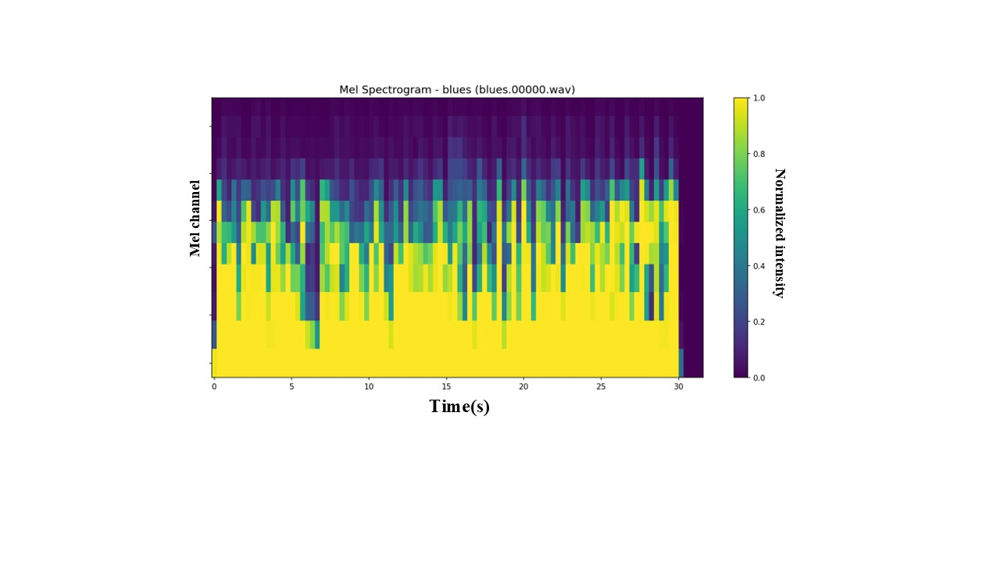 Mel Spectrogram - blues (blues.00000.wav)
Mel channel
0 5 10 15 20 25 30
Time(s)
1.0
0.8
0.6
0.4
0.2
0.0
Normalized intensity